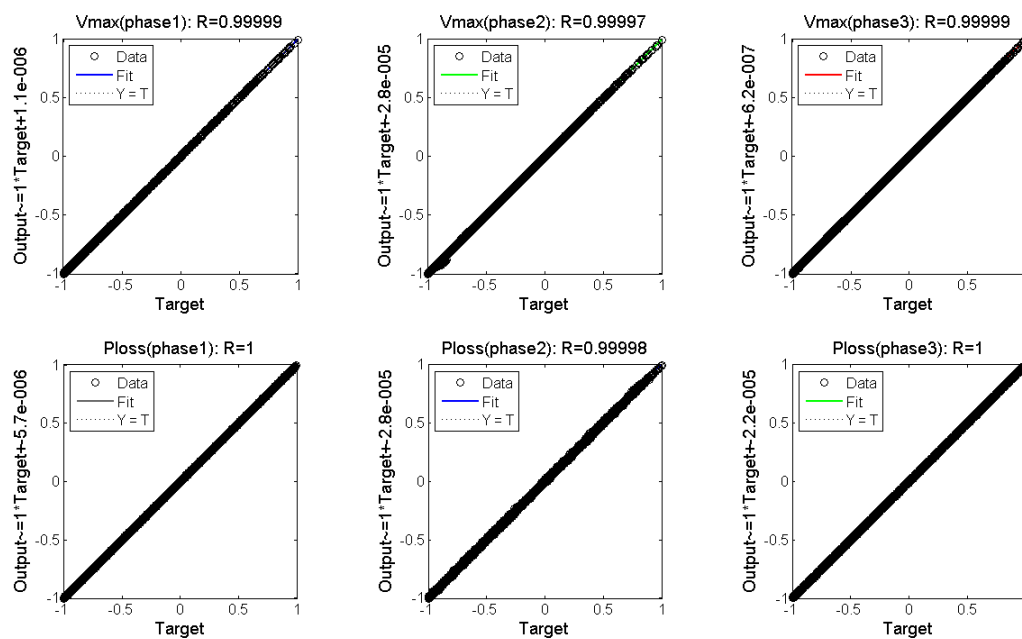 Vmax(phase1): R=0.99999
Output~=1*Target+1.1e-006
Data
Fit
Y = T
1
0.5
0
-0.5
-1
-1 -0.5 0 0.5 1
Target
Vmax(phase2): R=0.99997
Output~=1*Target+-2.8e-005
Data
Fit
Y = T
1
0.5
0
-0.5
-1
-1 -0.5 0 0.5 1
Target
Vmax(phase3): R=0.99999
Output~=1*Target+-6.2e-007
Data
Fit
Y = T
1
0.5
0
-0.5
-1
-1 -0.5 0 0.5 1
Target
Ploss(phase1): R=1
Output~=1*Target+-5.7e-006
Data
Fit
Y = T
1
0.5
0
-0.5
-1
-1 -0.5 0 0.5 1
Target
Ploss(phase2): R=0.99998
Output~=1*Target+-2.8e-005
Data
Fit
Y = T
1
0.5
0
-0.5
-1
-1 -0.5 0 0.5 1
Target
Ploss(phase3): R=1
Output~=1*Target+-2.2e-005
Data
Fit
Y = T
1
0.5
0
-0.5
-1
-1 -0.5 0 0.5 1
Target